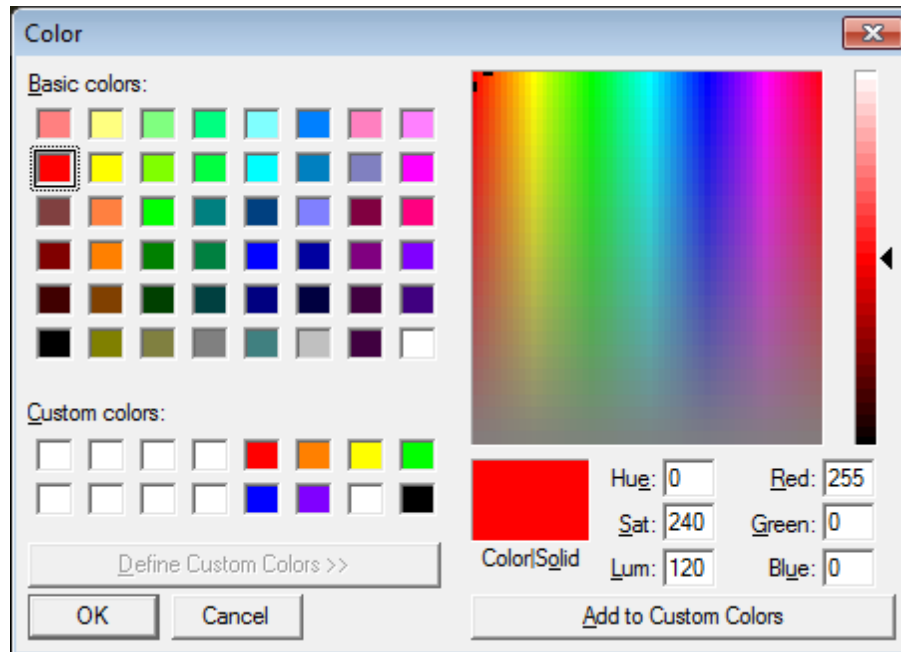 Color
Basic colors:
Custom colors:
Define Custom Colors >>
OK
Cancel
Color|Solid
Hue: 0
Sat: 240
Lum: 120
Red: 255
Green: 0
Blue: 0
Add to Custom Colors